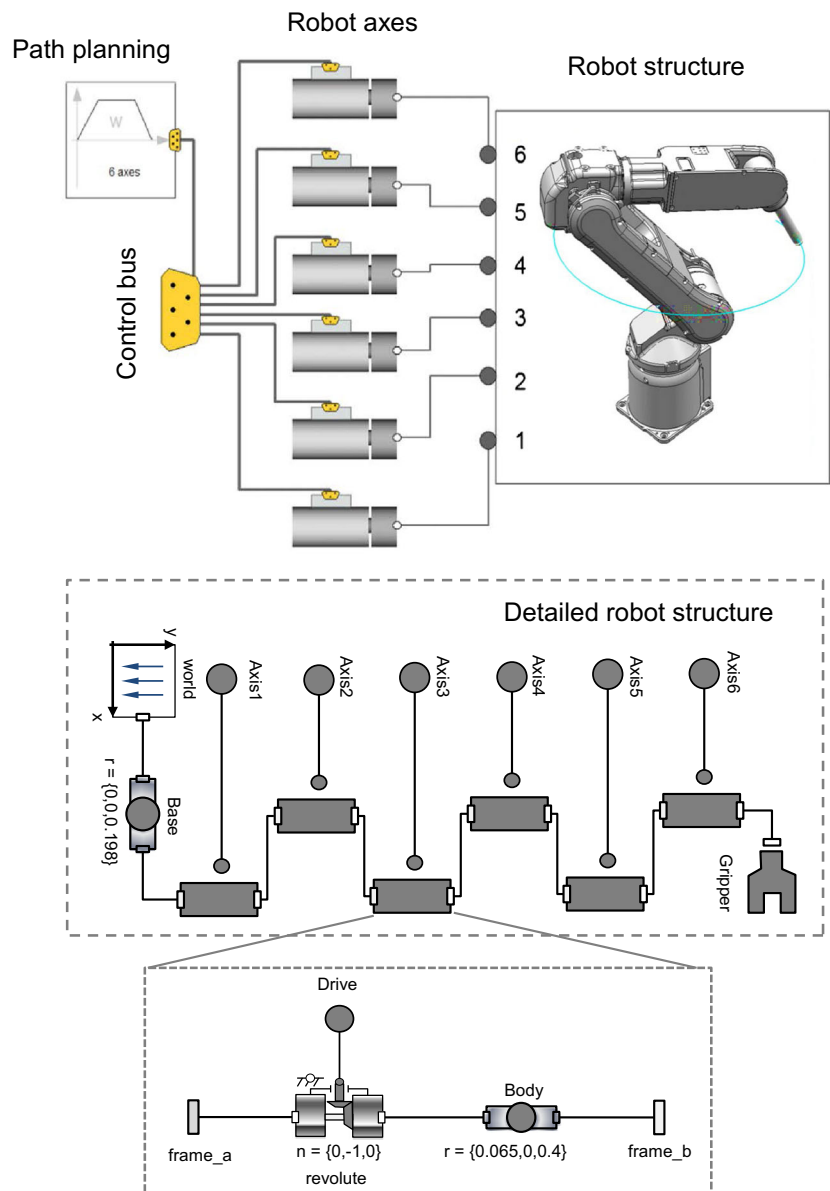 Robot axes
Path planning
Robot structure
W
6 axes
Control bus
6
5
4
3
2
1
Detailed robot structure
y
x
world
Axis1
Axis2
Axis3
Axis4
Axis5
Axis6
Base
r = {0,0,0.198}
Gripper
Drive
Body
frame_a
n = {0,-1,0}
revolute
r = {0.065,0,0.4}
frame_b